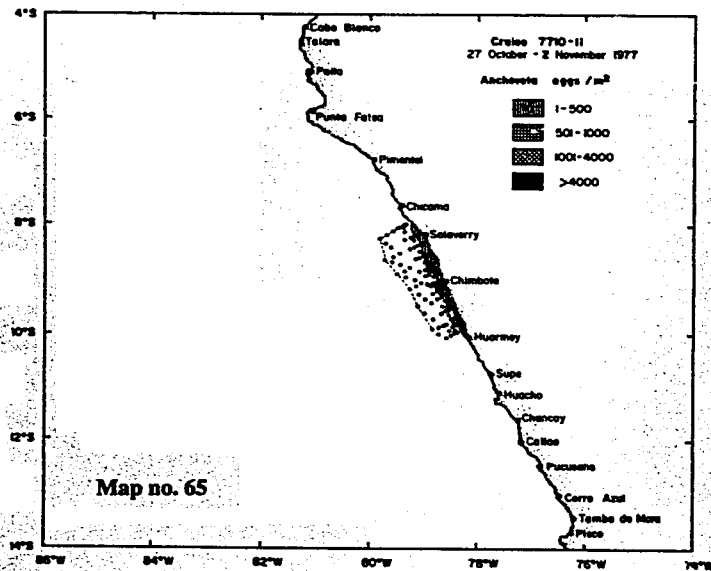 4°S
Cabo Blanco
Talara
Paita
6°S
Punta Falsa
Pimentel
Chicama
8°S
Salaverry
Chimbote
10°S
Huarmey
Supe
Huacho
Chancay
12°S
Callao
Pucusana
Cerro Azul
Tambo de Mora
Pisco
14°S
86°W
84°W
82°W
80°W
78°W
76°W
74°W
Cruise 7710-11
27 October - 2 November 1977
Anchoveta eggs/m²
1-500
501-1000
1001-4000
>4000
Map no. 65